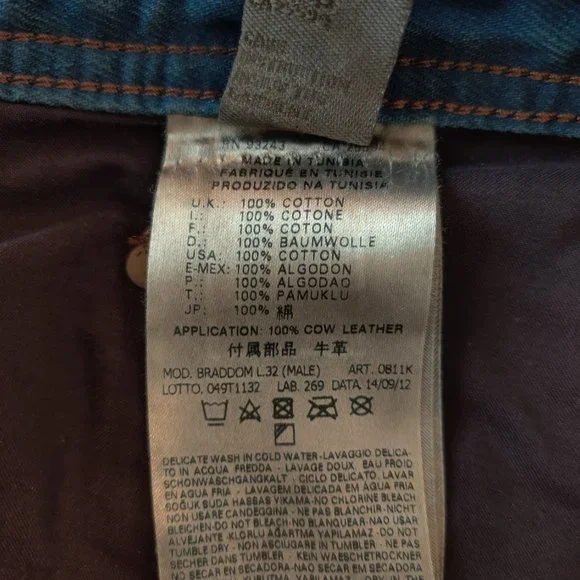 RN 93243
MADE IN TUNISIA
FABRIQUÉ EN TUNISIE
PRODUZIDO NA TUNISIA
U.K.: 100% COTTON
I.: 100% COTONE
F.: 100% COTON
D.: 100% BAUMWOLLE
USA: 100% COTTON
E-MEX: 100% ALGODON
P.: 100% ALGODAO
T.: 100% PAMUKLU
JP: 100% 綿
APPLICATION: 100% COW LEATHER
付属部品 牛革
MOD. BRADDOM L.32 (MALE) ART. 0811K
LOTTO. 049T1132 LAB. 269 DATA. 14/09/12
DELICATE WASH IN COLD WATER-LAVAGGIO DELICA-
TO IN ACQUA FREDDA - LAVAGE DOUX EAU FROID
SCHONWASCHGANGKALT - CICLO DELICATO, LAVAR
EN AGUA FRIA - LAVAGEM DELICADA EM AGUA FRIA
SOĞUK SUDA HASSAS YIKAMA-NO CHLORINE BLEACH
NON USARE CANDEGGINA - NE PAS BLANCHIR-NICHT
BLEICHEN-DO NOT BLEACH-NO BLANQUEAR-NAO USAR
ALVEJANTE -KLORLU AĞARTMA YAPILAMAZ-DO NOT
TUMBLE DRY - NON ASCIUGARE IN TUMBLER - NE PAS
SECHER DANS TUMBLER - KEIN WAESCHETROCKNER
NO SECAR EN SECADORA-NAO SECAR EM SECADORA